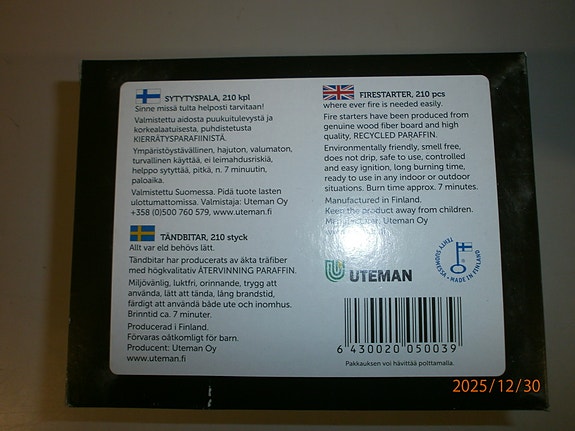 SYTYTYSPALA, 210 kpl
Sinne missä tulta helposti tarvitaan!
Valmistettu aidosta puukuitulevystä ja
korkealaatuisesta, puhdistetusta
KIERRÄTYSPARAFIINISTÄ.
Ympäristöystävällinen, hajuton, valumaton,
turvallinen käyttää, ei leimahdusriskiä,
helppo sytyttää, pitkä, n. 7 minuutin,
paloaika.
Valmistettu Suomessa. Pidä tuote lasten
ulottumattomissa. Valmistaja: Uteman Oy
+358 (0)500 760 579, www.uteman.fi
TÄNDBITAR, 210 styck
Allt var eld behövs lätt.
Tändbitar har producerats av äkta träfiber
med högkvalitativ ÅTERVINNING PARAFFIN.
Miljövänlig, luktfri, orinnande, trygg att
använda, lätt att tända, lång brandstid,
färdigt att använda både ute och inomhus.
Brinntid ca. 7 minuter.
Producerad i Finland.
Förvaras oåtkomligt för barn.
Producent: Uteman Oy
www.uteman.fi
FIRESTARTER, 210 pcs
where ever fire is needed easily.
Fire starters have been produced from
genuine wood fiber board and high
quality, RECYCLED PARAFFIN.
Environmentally friendly, smell free,
does not drip, safe to use, controlled
and easy ignition, long burning time,
ready to use in any indoor or outdoor
situations. Burn time approx. 7 minutes.
Manufactured in Finland.
Keep the product away from children.
Manufacturer: Uteman Oy
UTEMAN
TEHTY SUOMESSA • MADE IN FINLAND
6 430020 050039
Pakkauksen voi hävittää polttamalla.
2025/12/30